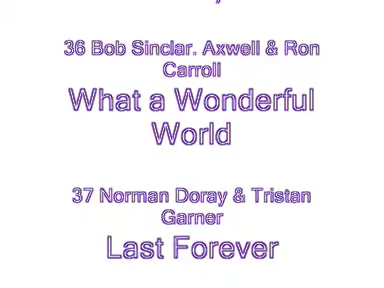 36 Bob Sinclar. Axwell & Ron
Carroll
What a Wonderful
World
37 Norman Doray & Tristan
Garner
Last Forever